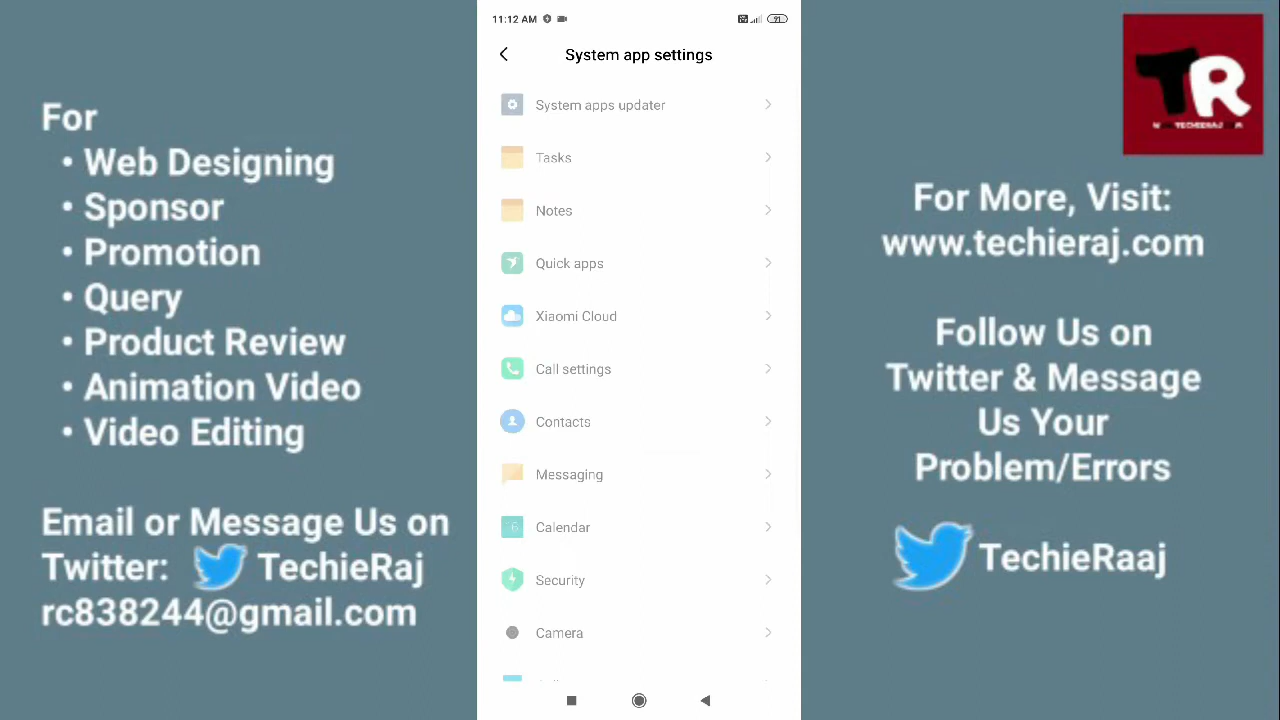 For
• Web Designing
• Sponsor
• Promotion
• Query
• Product Review
• Animation Video
• Video Editing
Email or Message Us on
Twitter: TechieRaj
rc838244@gmail.com
11:12 AM
91
System app settings
System apps updater
Tasks
Notes
Quick apps
Xiaomi Cloud
Call settings
Contacts
Messaging
Calendar
Security
Camera
TR
For More, Visit:
www.techieraj.com
Follow Us on
Twitter & Message
Us Your
Problem/Errors
TechieRaaj